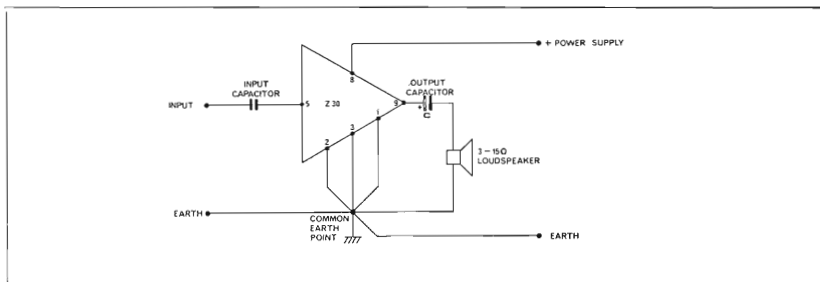 + POWER SUPPLY
INPUT
CAPACITOR
OUTPUT
CAPACITOR
8
INPUT
5
Z 30
9
+
C
1
3
2
3 – 15Ω
LOUDSPEAKER
EARTH
COMMON
EARTH
POINT
EARTH